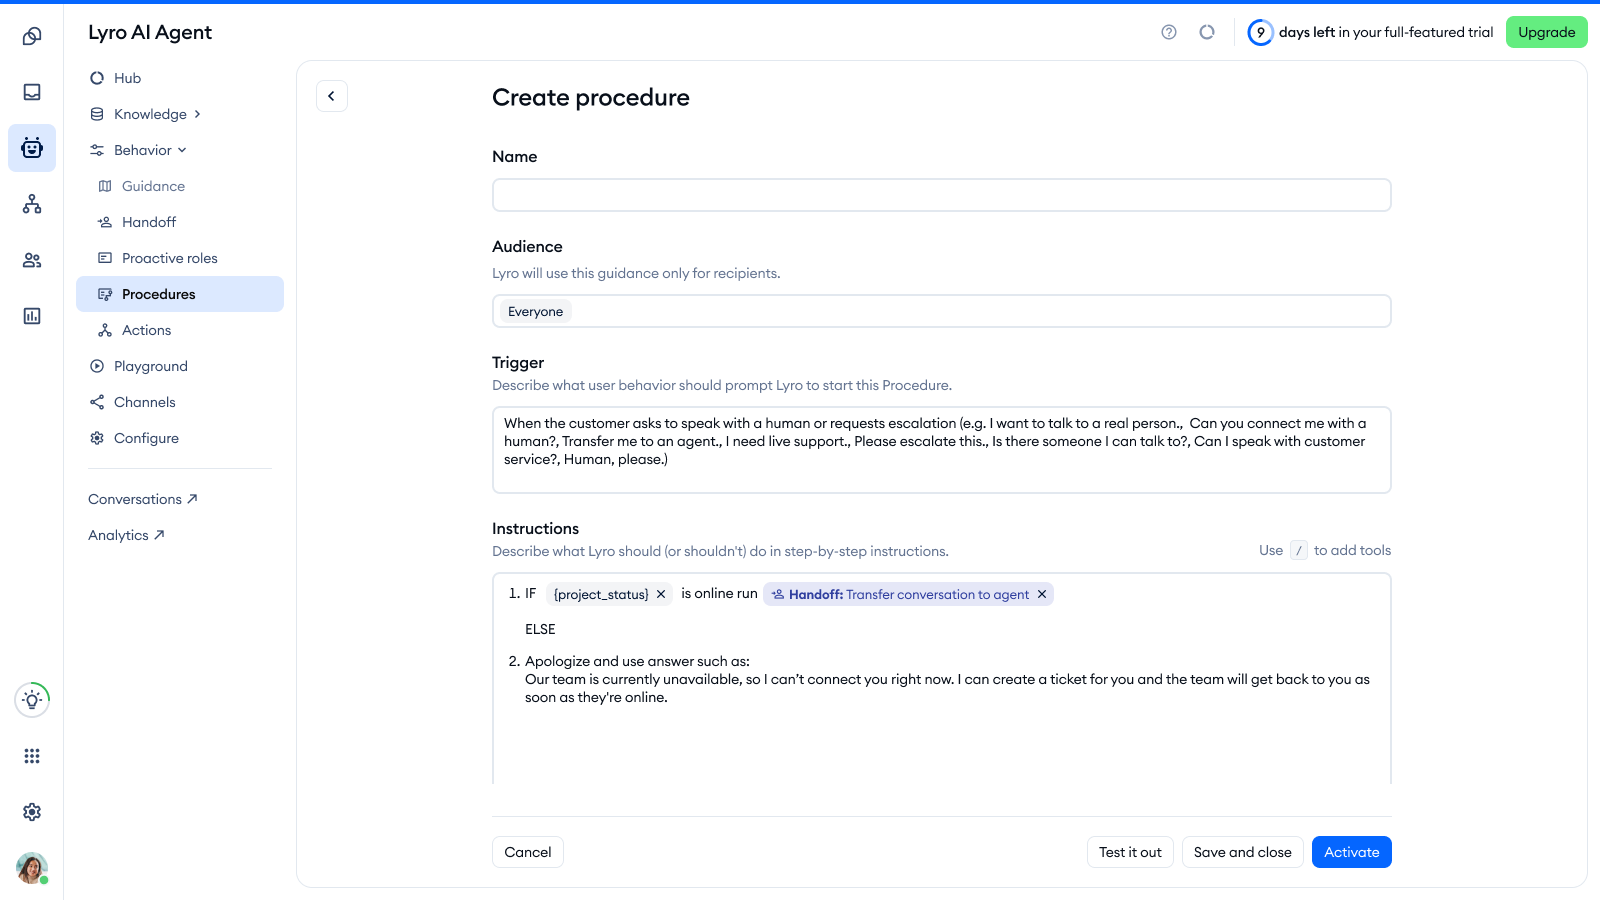 Lyro AI Agent
9 days left in your full-featured trial
Upgrade
Hub
Knowledge
Behavior
Guidance
Handoff
Proactive roles
Procedures
Actions
Playground
Channels
Configure
Conversations
Analytics
Create procedure
Name
Audience
Lyro will use this guidance only for recipients.
Everyone
Trigger
Describe what user behavior should prompt Lyro to start this Procedure.
When the customer asks to speak with a human or requests escalation (e.g. I want to talk to a real person.,  Can you connect me with a
human?, Transfer me to an agent., I need live support., Please escalate this., Is there someone I can talk to?, Can I speak with customer
service?, Human, please.)
Instructions
Describe what Lyro should (or shouldn't) do in step-by-step instructions.
Use / to add tools
1. IF {project_status} × is online run Handoff: Transfer conversation to agent ×
ELSE
2. Apologize and use answer such as:
Our team is currently unavailable, so I can’t connect you right now. I can create a ticket for you and the team will get back to you as
soon as they're online.
Cancel
Test it out
Save and close
Activate